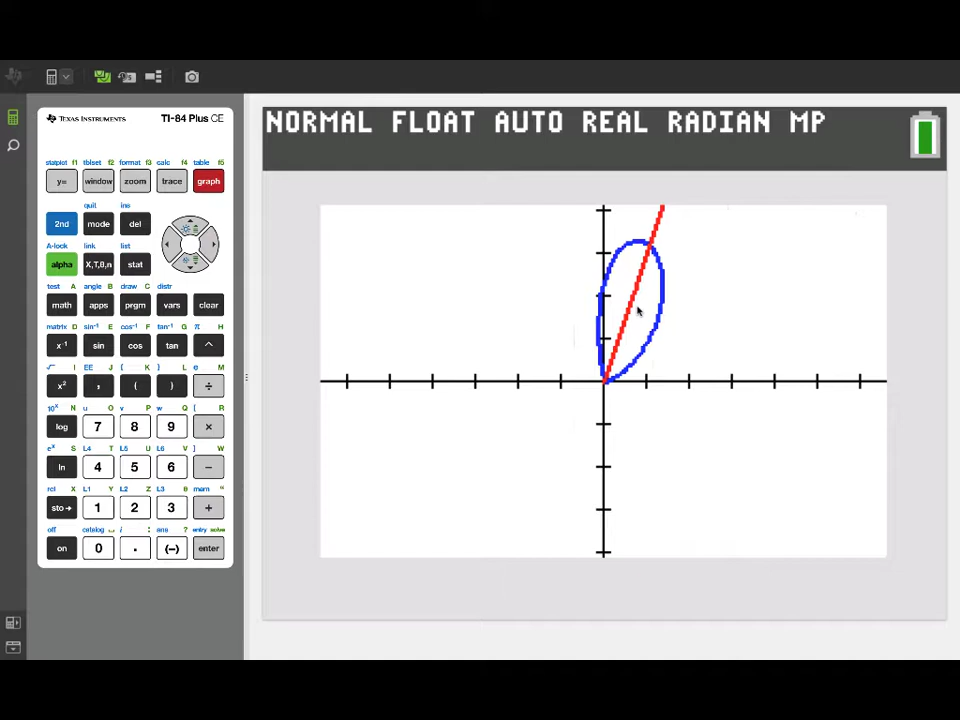 NORMAL FLOAT AUTO REAL RADIAN MP
TEXAS INSTRUMENTS TI-84 Plus CE
statplot f1 tblset f2 format f3 calc f4 table f5
y= window zoom trace graph
quit ins
2nd mode del
A-lock link list
alpha X,T,θ,n stat
test A angle B draw C distr
math apps prgm vars clear
matrix D sin⁻¹ E cos⁻¹ F tan⁻¹ G π H
x⁻¹ sin cos tan ^
√ I EE J { K } L e M
x² , ( ) ÷
10ˣ N u O v P w Q [ R
log 7 8 9 ×
eˣ S L4 T L5 U L6 V ] W
ln 4 5 6 −
rcl X L1 Y L2 Z L3 θ mem "
sto→ 1 2 3 +
off catalog ␣ i : ans ? entry solve
on 0 . (–) enter